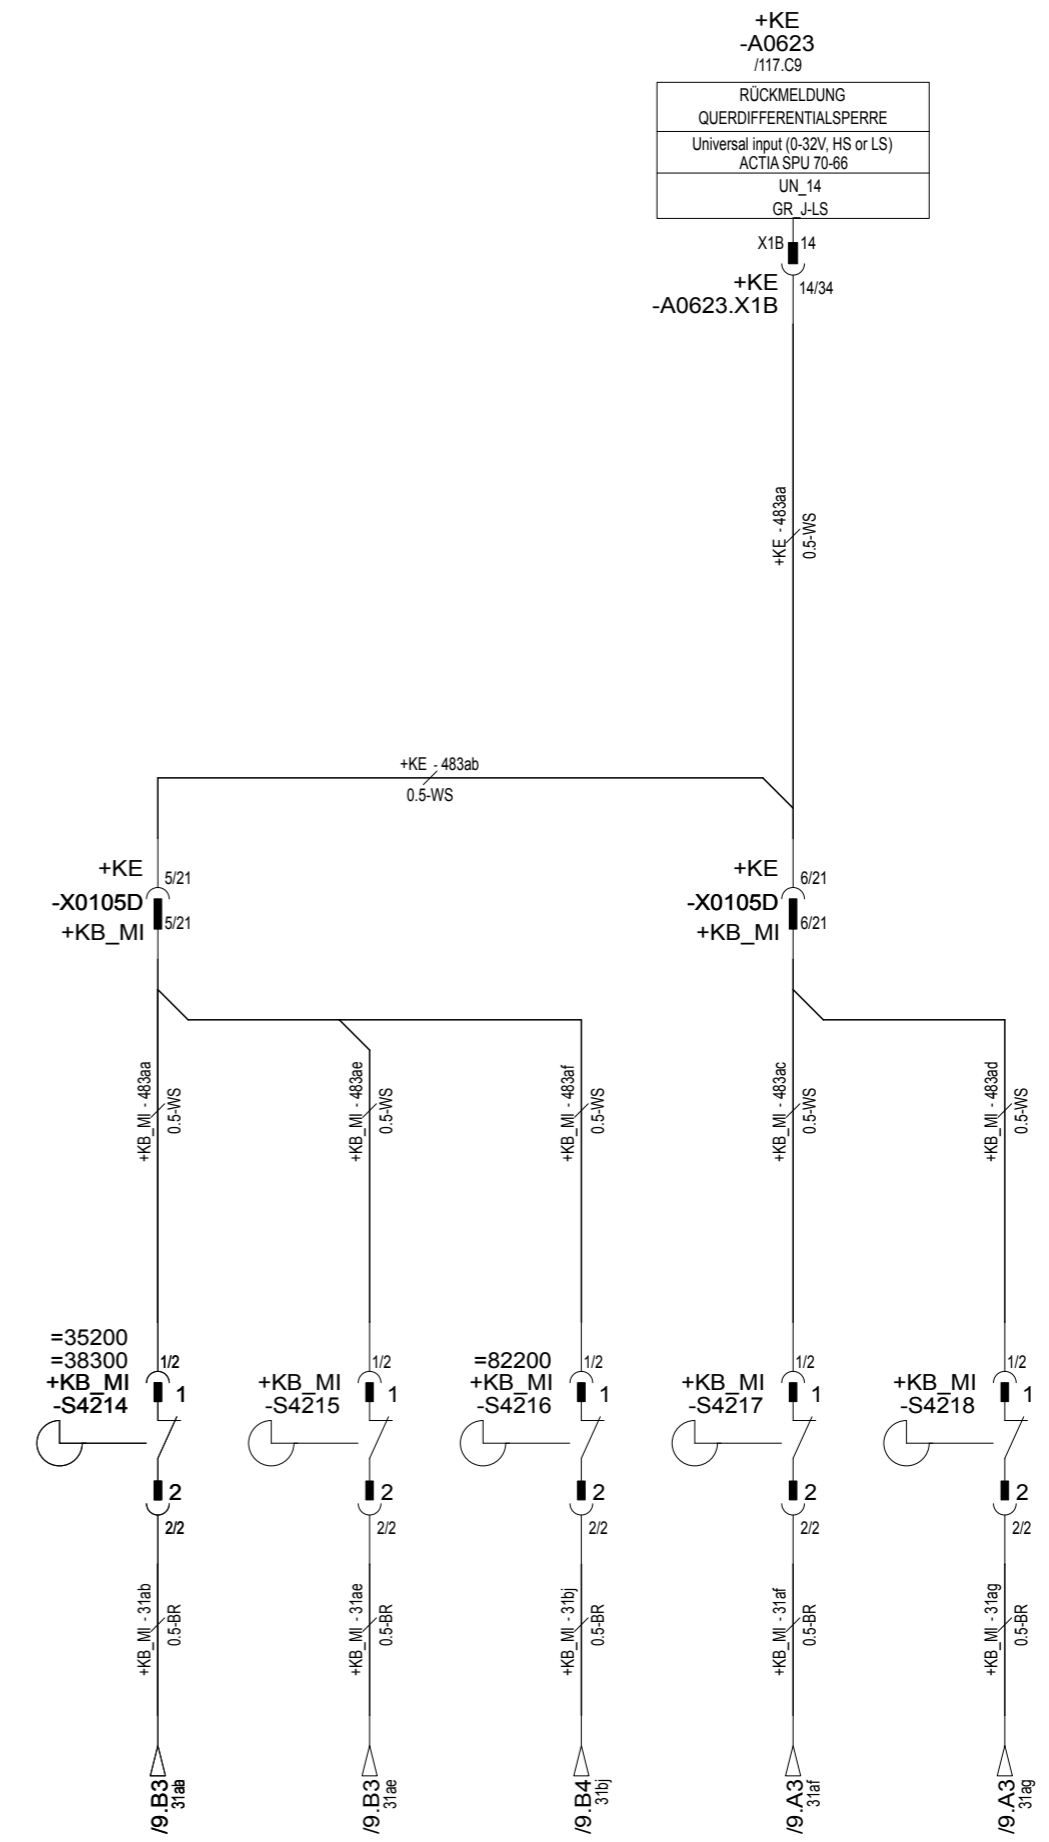 +KE
-A0623
/117.C9
RÜCKMELDUNG
QUERDIFFERENTIALSPERRE
Universal input (0-32V, HS or LS)
ACTIA SPU 70-66
UN_14
GR_J-LS
X1B 14
+KE 14/34
-A0623.X1B
+KE - 483aa
0.5-WS
+KE - 483ab
0.5-WS
+KE 5/21
-X0105D
+KB_MI 5/21
+KE 6/21
-X0105D
+KB_MI 6/21
+KB_MI - 483aa
0.5-WS
+KB_MI - 483ae
0.5-WS
+KB_MI - 483af
0.5-WS
+KB_MI - 483ac
0.5-WS
+KB_MI - 483ad
0.5-WS
=35200
=38300 1/2
+KB_MI 1
-S4214
2
2/2
1/2
+KB_MI 1
-S4215
2
2/2
=82200 1/2
+KB_MI 1
-S4216
2
2/2
1/2
+KB_MI 1
-S4217
2
2/2
1/2
+KB_MI 1
-S4218
2
2/2
+KB_MI - 31ab
0.5-BR
+KB_MI - 31ae
0.5-BR
+KB_MI - 31bj
0.5-BR
+KB_MI - 31af
0.5-BR
+KB_MI - 31ag
0.5-BR
/9.B3
/9.B3
31ae
/9.B4
31bj
/9.A3
31af
/9.A3
31ag